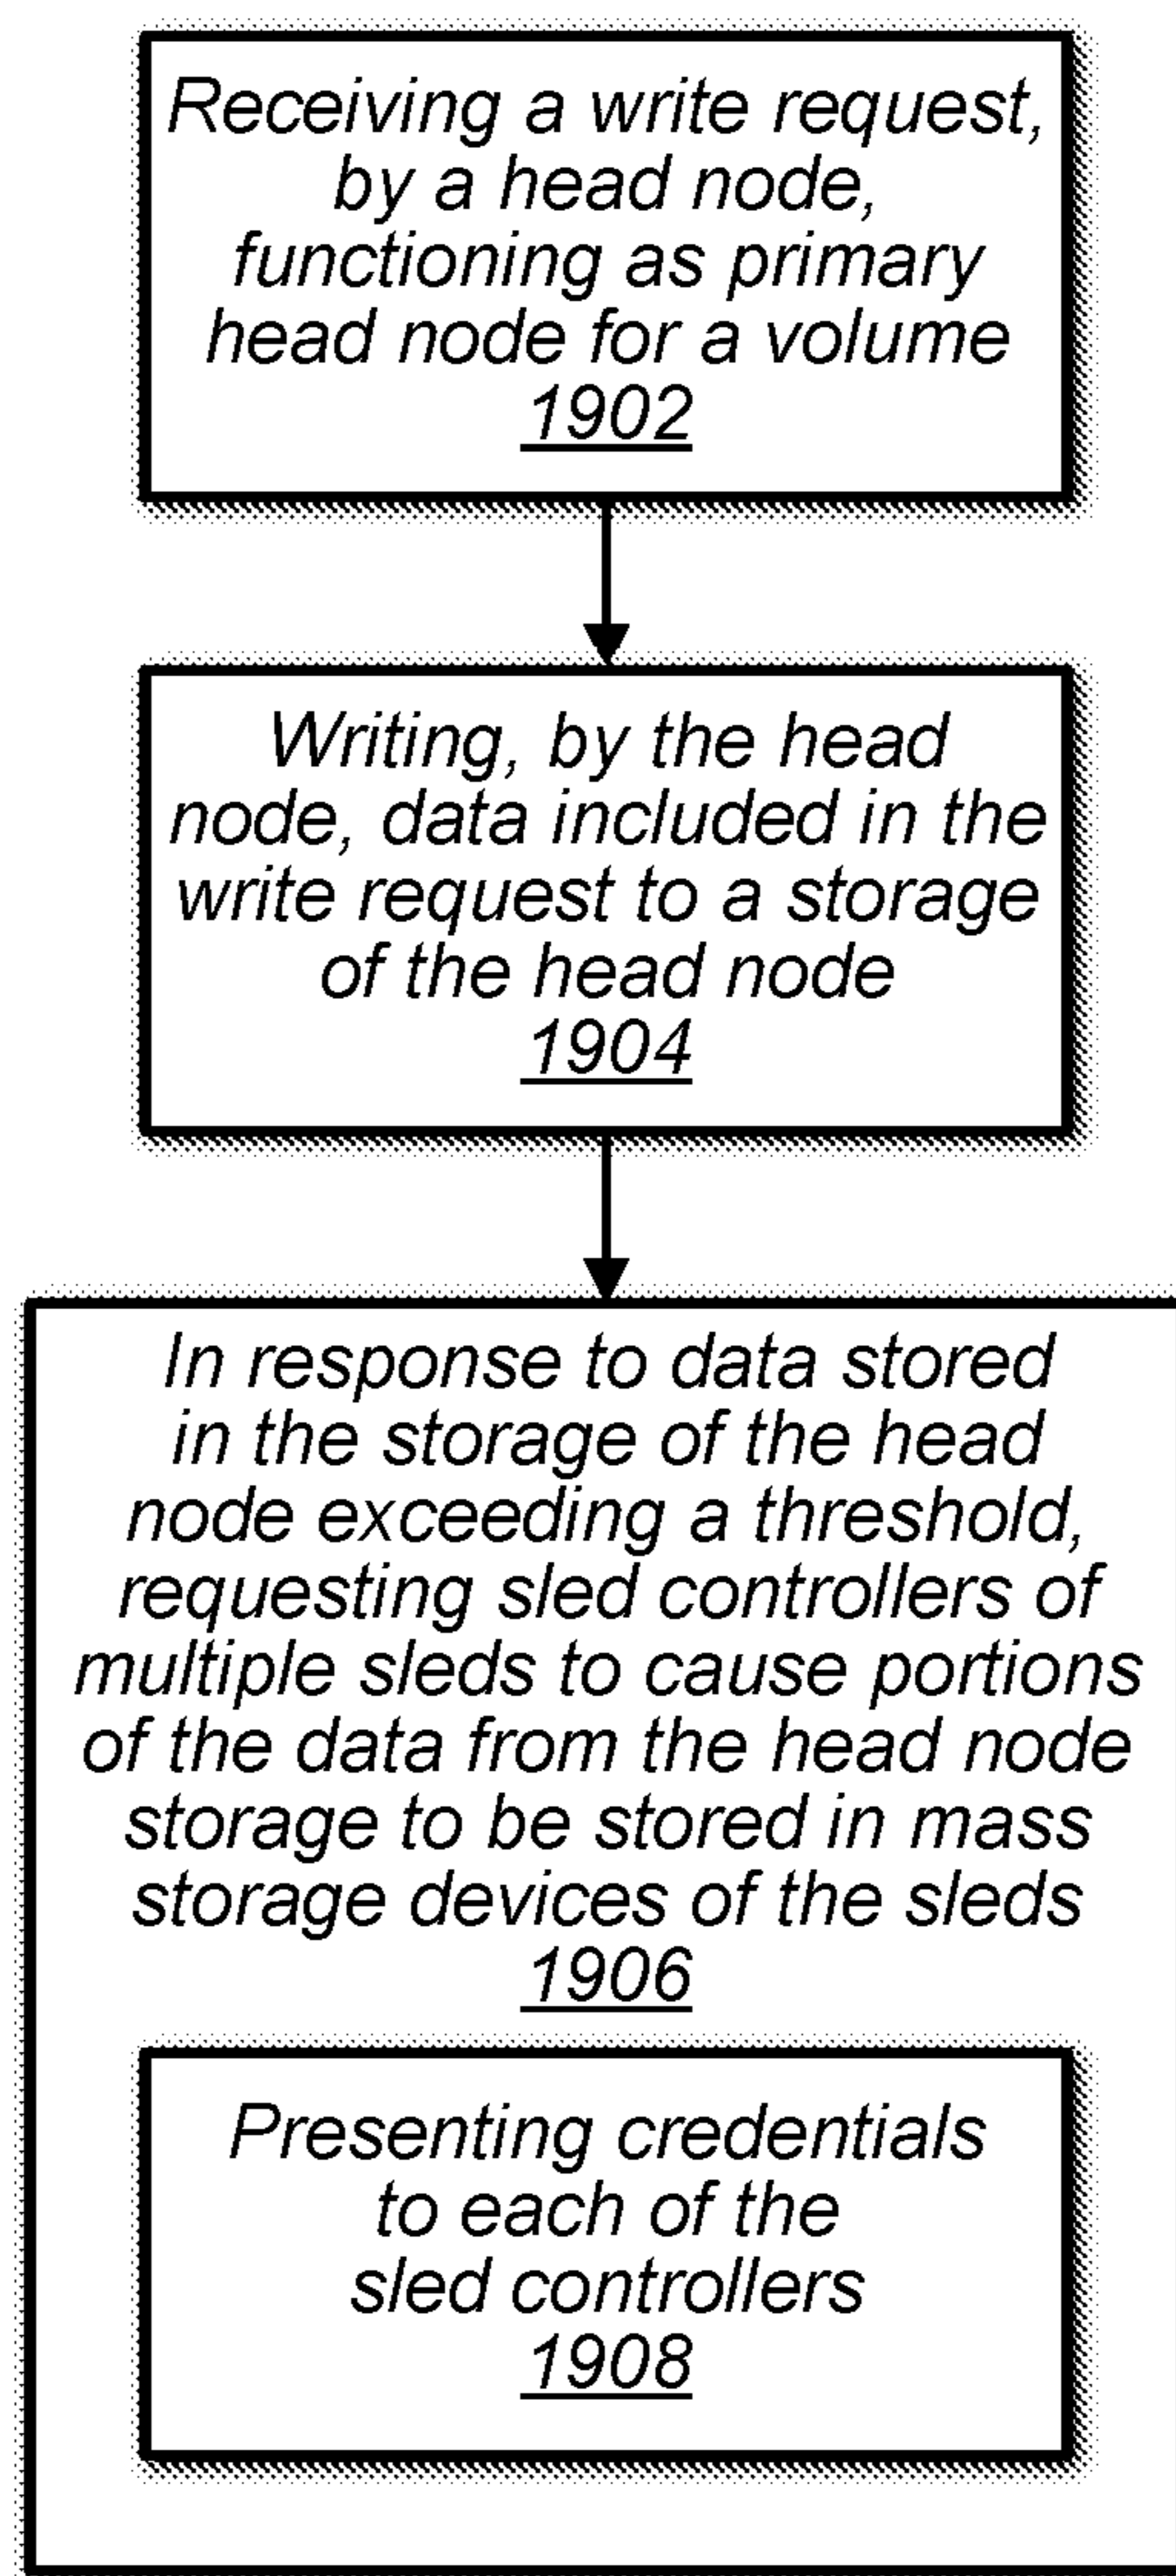 Receiving a write request,
by a head node,
functioning as primary
head node for a volume
1902
Writing, by the head
node, data included in the
write request to a storage
of the head node
1904
In response to data stored
in the storage of the head
node exceeding a threshold,
requesting sled controllers of
multiple sleds to cause portions
of the data from the head node
storage to be stored in mass
storage devices of the sleds
1906
Presenting credentials
to each of the
sled controllers
1908